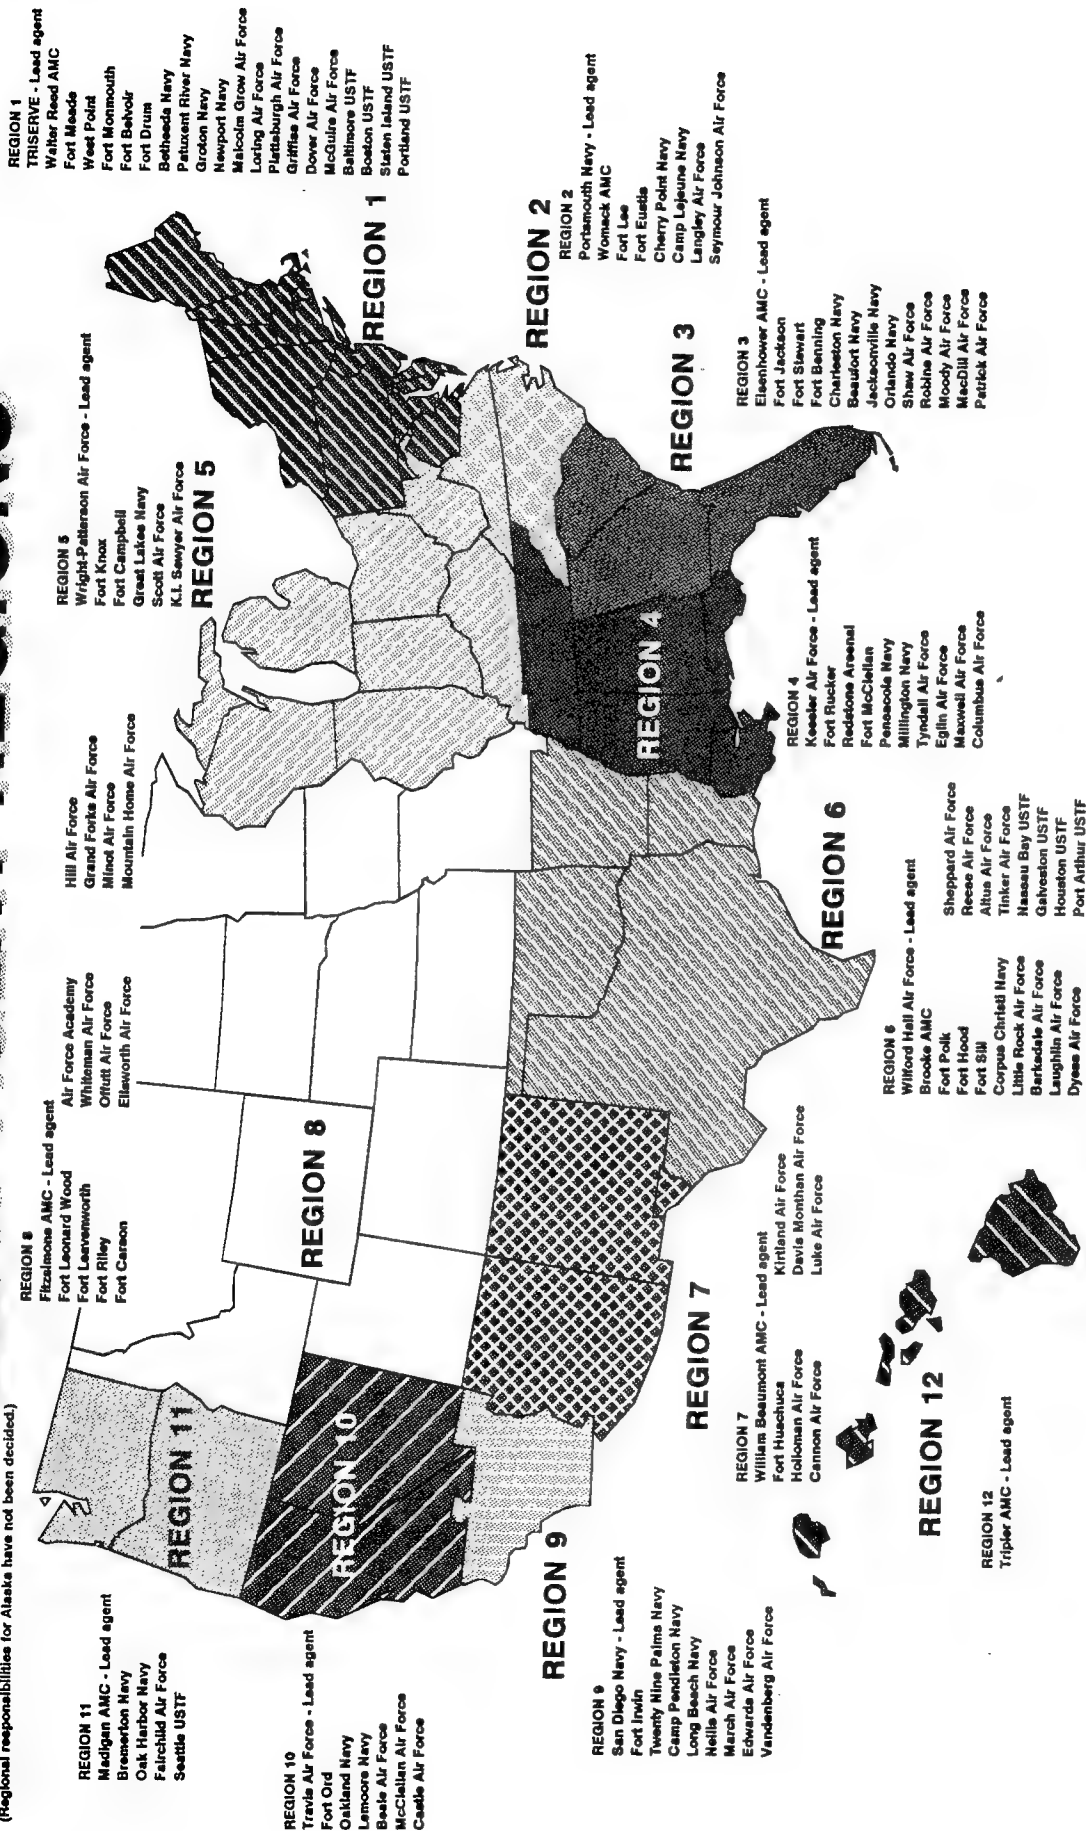 (Regional responsibilities for Alaska have not been decided.)
REGION 11
Madigan AMC - Lead agent
Bremerton Navy
Oak Harbor Navy
Fairchild Air Force
Seattle USTF
REGION 10
Travis Air Force - Lead agent
Fort Ord
Oakland Navy
Lemoore Navy
Beale Air Force
McClellan Air Force
Castle Air Force
REGION 9
San Diego Navy - Lead agent
Fort Irwin
Twenty Nine Palms Navy
Camp Pendleton Navy
Long Beach Navy
Nellis Air Force
March Air Force
Edwards Air Force
Vandenberg Air Force
REGION 8
Fitzsimons AMC - Lead agent
Fort Leonard Wood
Fort Leavenworth
Fort Riley
Fort Carson
Air Force Academy
Whiteman Air Force
Offutt Air Force
Ellsworth Air Force
Hill Air Force
Grand Forks Air Force
Minot Air Force
Mountain Home Air Force
REGION 5
Wright-Patterson Air Force - Lead agent
Fort Knox
Fort Campbell
Great Lakes Navy
Scott Air Force
K.I. Sawyer Air Force
REGION 1
TRISERVE - Lead agent
Walter Reed AMC
Fort Meade
West Point
Fort Monmouth
Fort Belvoir
Fort Drum
Bethesda Navy
Patuxent River Navy
Groton Navy
Newport Navy
Malcolm Grow Air Force
Loring Air Force
Plattsburgh Air Force
Griffiss Air Force
Dover Air Force
McGuire Air Force
Baltimore USTF
Boston USTF
Staten Island USTF
Portland USTF
REGION 11
REGION 10
REGION 9
REGION 8
REGION 7
REGION 6
REGION 5
REGION 4
REGION 3
REGION 2
REGION 1
REGION 12
REGION 2
Portsmouth Navy - Lead agent
Womack AMC
Fort Lee
Fort Eustis
Cherry Point Navy
Camp Lejeune Navy
Langley Air Force
Seymour Johnson Air Force
REGION 3
Eisenhower AMC - Lead agent
Fort Jackson
Fort Stewart
Fort Benning
Charleston Navy
Beaufort Navy
Jacksonville Navy
Orlando Navy
Shaw Air Force
Robins Air Force
Moody Air Force
MacDill Air Force
Patrick Air Force
REGION 4
Keesler Air Force - Lead agent
Fort Rucker
Redstone Arsenal
Fort McClellan
Pensacola Navy
Millington Navy
Tyndall Air Force
Eglin Air Force
Maxwell Air Force
Columbus Air Force
REGION 6
Wilford Hall Air Force - Lead agent
Brooke AMC
Fort Polk
Fort Hood
Fort Sill
Corpus Christi Navy
Little Rock Air Force
Barksdale Air Force
Laughlin Air Force
Dyess Air Force
Sheppard Air Force
Reese Air Force
Altus Air Force
Tinker Air Force
Nassau Bay USTF
Galveston USTF
Houston USTF
Port Arthur USTF
REGION 7
William Beaumont AMC - Lead agent
Fort Huachuca
Holloman Air Force
Cannon Air Force
Kirtland Air Force
Davis Monthan Air Force
Luke Air Force
REGION 12
Tripler AMC - Lead agent